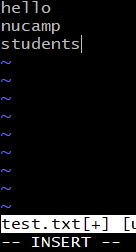 hello
nucamp
students
~
~
~
~
~
~
~
test.txt[+] [u
-- INSERT --